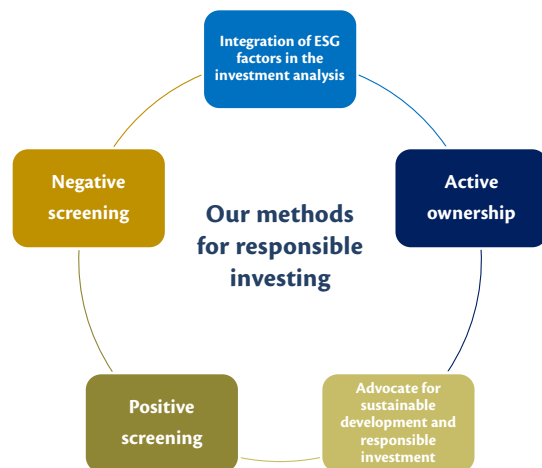 Integration of ESG
factors in the
investment analysis
Negative
screening
Active
ownership
Our methods
for responsible
investing
Positive
screening
Advocate for
sustainable
development and
responsible
investment